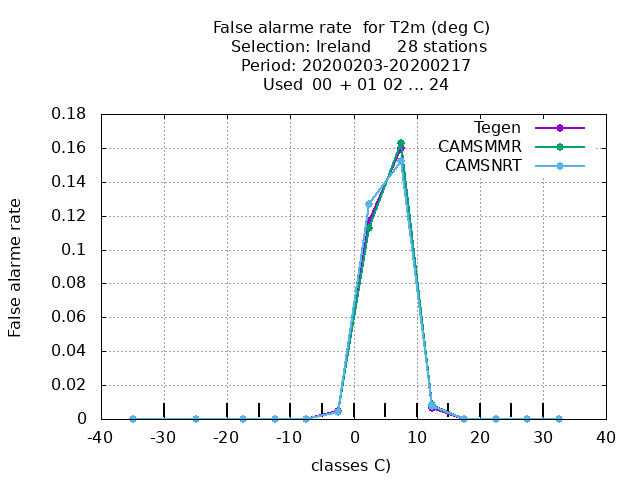 False alarme rate for T2m (deg C)
Selection: Ireland 28 stations
Period: 20200203-20200217
Used 00 + 01 02 ... 24
Tegen
CAMSMMR
CAMSNRT
0.18
0.16
0.14
0.12
0.1
0.08
0.06
0.04
0.02
0
False alarme rate
-40 -30 -20 -10 0 10 20 30 40
classes C)